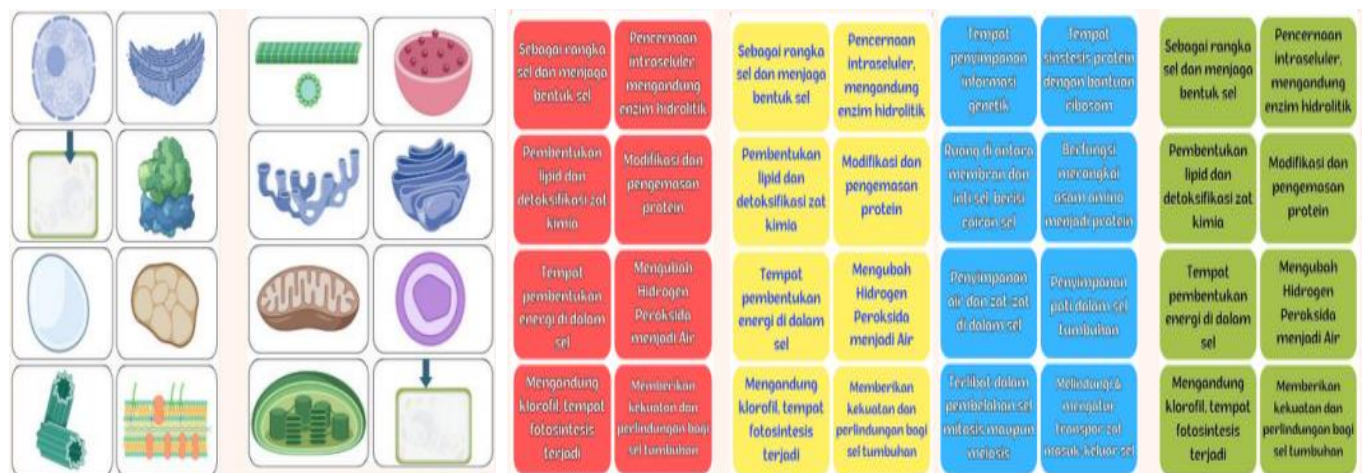 Sebagai rangka
sel dan menjaga
bentuk sel
Pencernaan
intraseluler,
mengandung
enzim hidrolitik
Pembentukan
lipid dan
detoksifikasi zat
kimia
Modifikasi dan
pengemasan
protein
Tempat
pembentukan
energi di dalam
sel
Mengubah
Hidrogen
Peroksida
menjadi Air
Mengandung
klorofil, tempat
fotosintesis
terjadi
Memberikan
kekuatan dan
perlindungan bagi
sel tumbuhan
Sebagai rangka
sel dan menjaga
bentuk sel
Pencernaan
intraseluler,
mengandung
enzim hidrolitik
Pembentukan
lipid dan
detoksifikasi zat
kimia
Modifikasi dan
pengemasan
protein
Tempat
pembentukan
energi di dalam
sel
Mengubah
Hidrogen
Peroksida
menjadi Air
Mengandung
klorofil, tempat
fotosintesis
terjadi
Memberikan
kekuatan dan
perlindungan bagi
sel tumbuhan
Tempat
penyimpanan
informasi
genetik
Tempat
sinstesis protein
dengan bantuan
ribosom
Ruang di antara
membran dan
inti sel, berisi
cairan sel
Berfungsi
merangkai
asam amino
menjadi protein
Penyimpanan
air dan zat-zat
di dalam sel
Penyimpanan
pati dalam sel
tumbuhan
Terlibat dalam
pembelahan sel
mitosis maupun
meiosis
Melindungi &
mengatur
transpor zat
masuk/keluar sel
Sebagai rangka
sel dan menjaga
bentuk sel
Pencernaan
intraseluler,
mengandung
enzim hidrolitik
Pembentukan
lipid dan
detoksifikasi zat
kimia
Modifikasi dan
pengemasan
protein
Tempat
pembentukan
energi di dalam
sel
Mengubah
Hidrogen
Peroksida
menjadi Air
Mengandung
klorofil, tempat
fotosintesis
terjadi
Memberikan
kekuatan dan
perlindungan bagi
sel tumbuhan